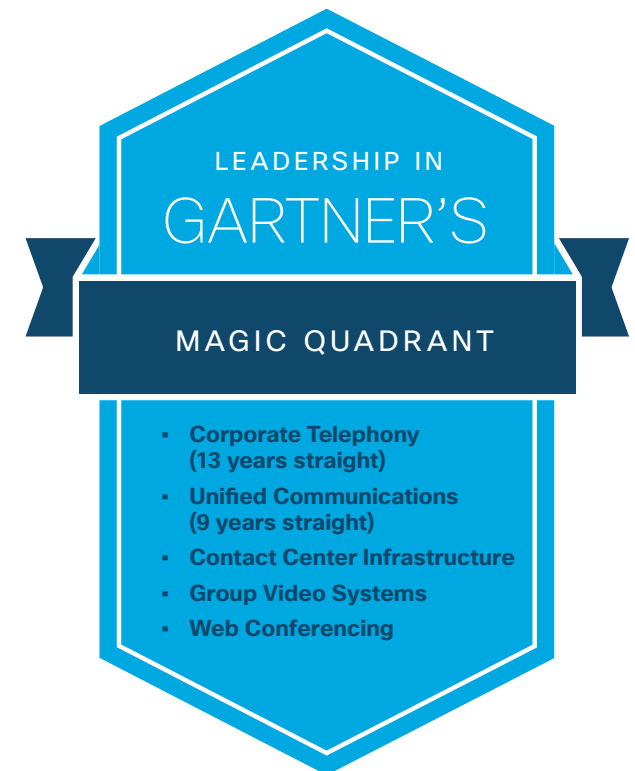 LEADERSHIP IN
GARTNER’S
MAGIC QUADRANT
▪ Corporate Telephony
(13 years straight)
▪ Unified Communications
(9 years straight)
▪ Contact Center Infrastructure
▪ Group Video Systems
▪ Web Conferencing